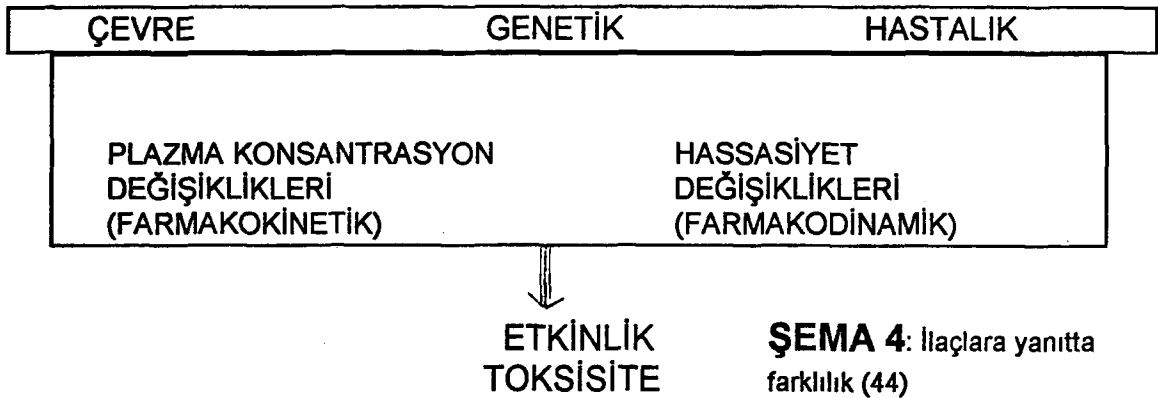 ÇEVRE GENETİK HASTALIK
PLAZMA KONSANTRASYON
DEĞİŞİKLİKLERİ
(FARMAKOKİNETİK)
HASSASİYET
DEĞİŞİKLİKLERİ
(FARMAKODİNAMİK)
ETKİNLİK
TOKSİSİTE
ŞEMA 4: İlaçlara yanıtta
farklılık (44)